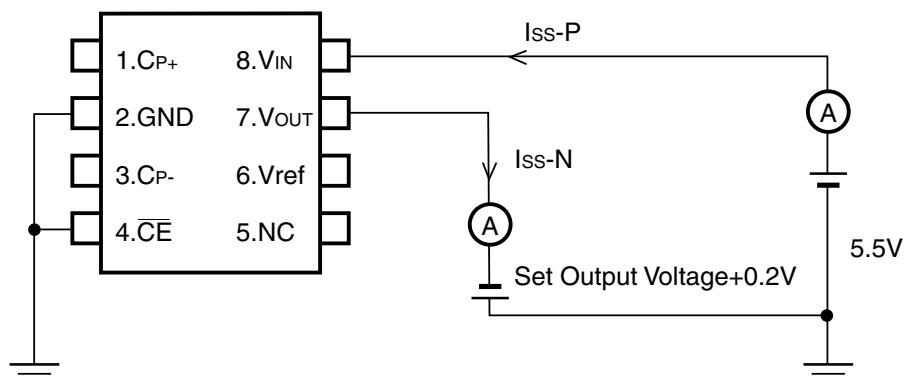 Iss-P
1.CP+ 8.VIN
A
2.GND 7.VOUT
Iss-N
3.CP- 6.Vref
A
4.CE 5.NC
5.5V
Set Output Voltage+0.2V